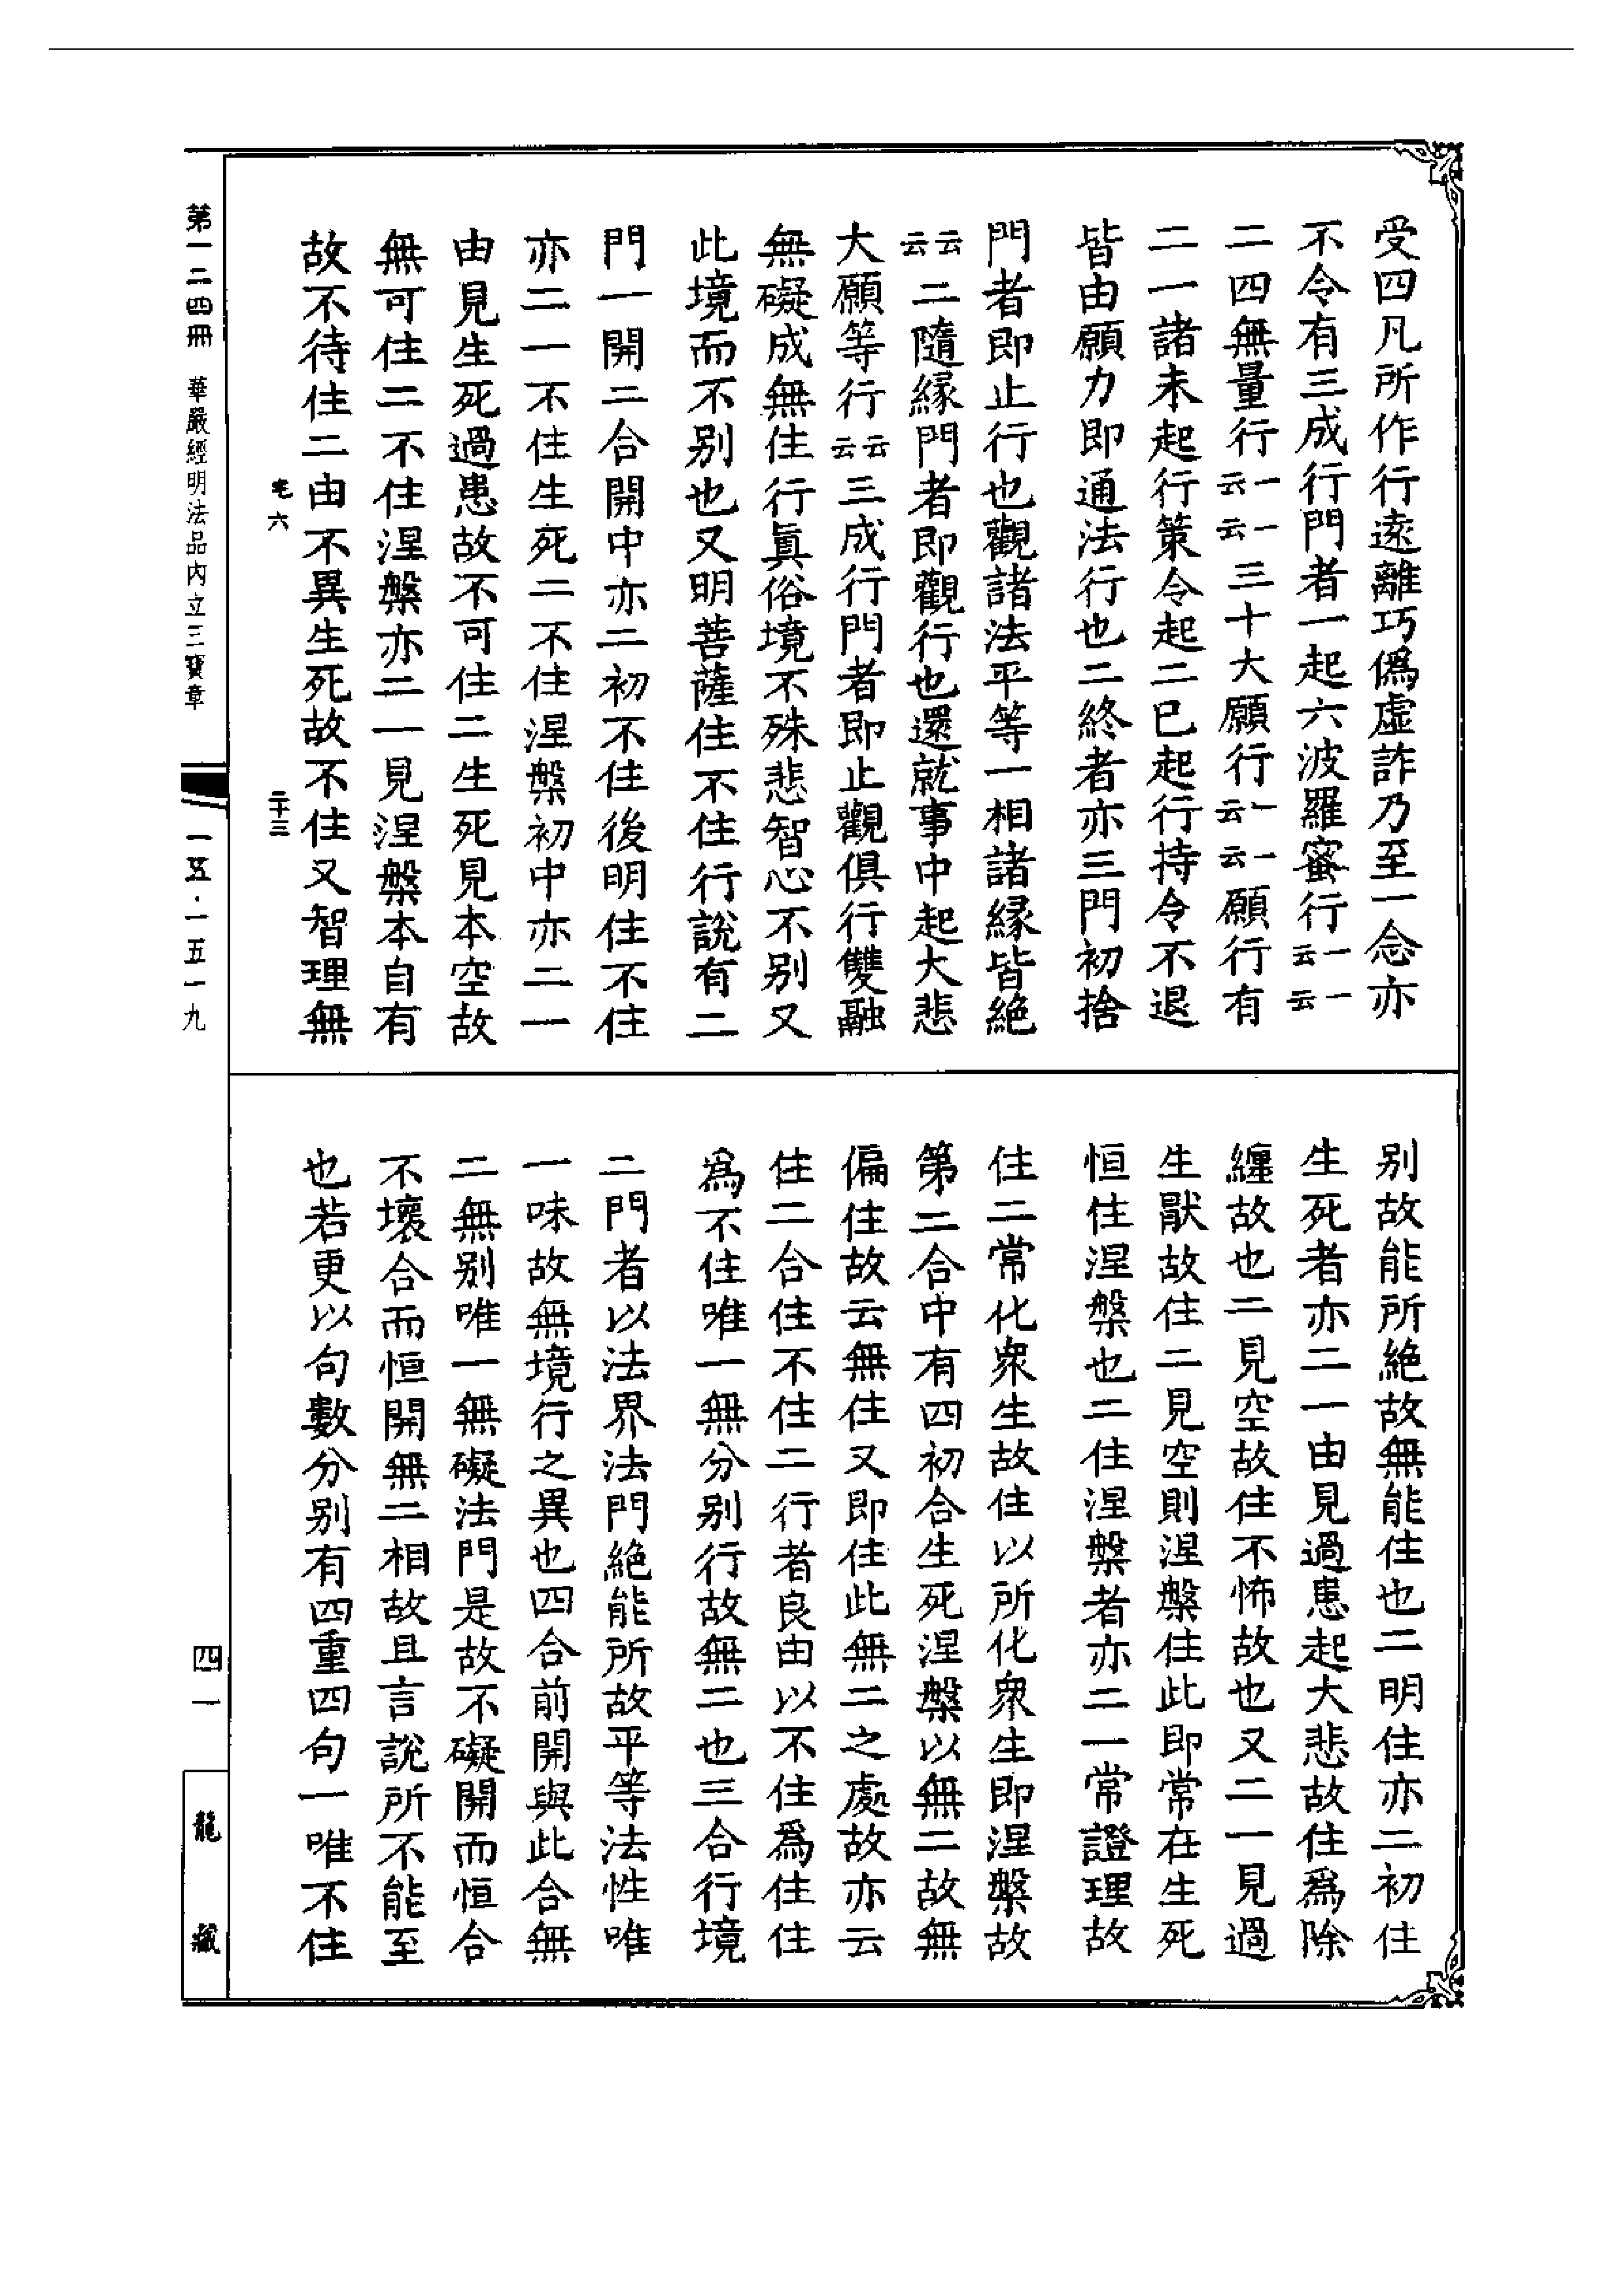 受四凡所作行遠離巧僞虛詐乃至一念亦
不令有三成行門者一起六波羅蜜行一一云云
二四無量行一一云云三十大願行一一云云願行有
二一諸未起行策令起二已起行持令不退
皆由願力即通法行也二終者亦三門初捨
門者即止行也觀諸法平等一相諸緣皆絶
云云二隨緣門者即觀行也還就事中起大悲
大願等行云云三成行門者即止觀俱行雙融
無礙成無住行眞俗境不殊悲智心不別又
此境而不別也又明菩薩住不住行說有二
門一開二合開中亦二初不住後明住不住
亦二一不住生死二不住涅槃初中亦二一
由見生死過患故不可住二生死見本空故
無可住二不住涅槃亦二一見涅槃本自有
故不待住二由不異生死故不住又智理無
宅六
二十三
別故能所絶故無能住也二明住亦二初住
生死者亦二一由見過患起大悲故住爲除
纏故也二見空故住不怖故也又二一見過
生猒故住二見空則涅槃住此即常在生死
恒住涅槃也二住涅槃者亦二一常證理故
住二常化衆生故住以所化衆生即涅槃故
第二合中有四初合生死涅槃以無二故無
偏住故云無住又即住此無二之處故亦云
住二合住不住二行者良由以不住爲住住
爲不住唯一無分別行故無二也三合行境
二門者以法界法門絶能所故平等法性唯
一味故無境行之異也四合前開與此合無
二無別唯一無礙法門是故不礙開而恒合
不壞合而恒開無二相故且言說所不能至
也若更以句數分別有四重四句一唯不住
第一二四冊　華嚴經明法品內立三寶章
一五五·一五一九
四一
龍藏